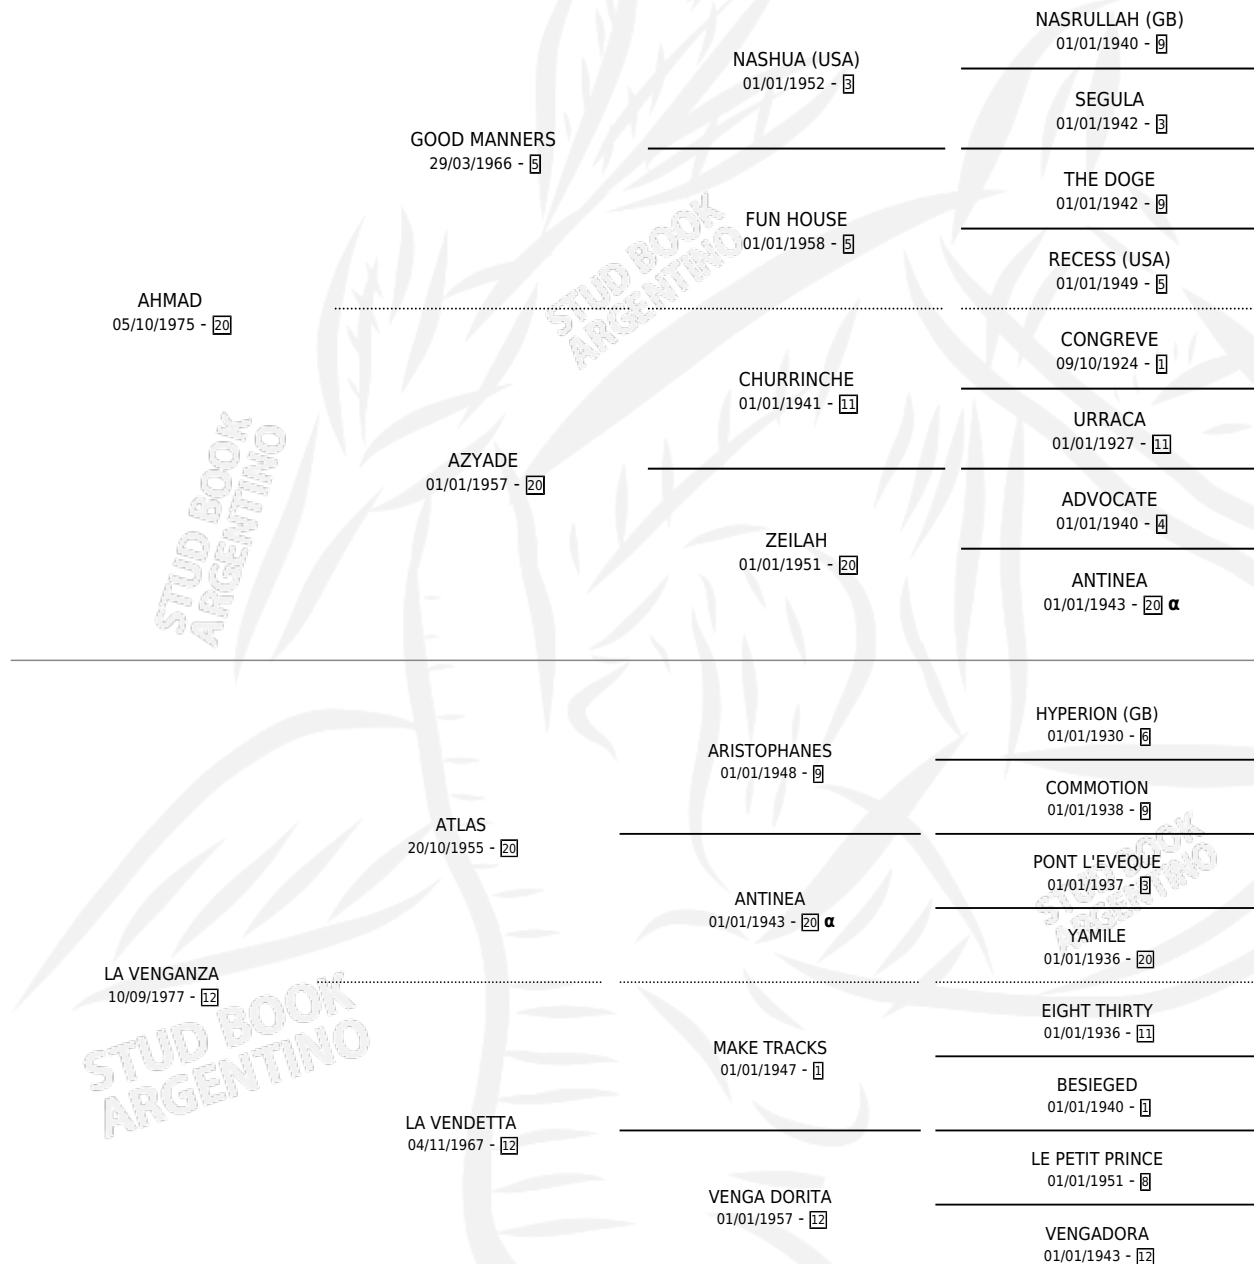 NASRULLAH (GB)
01/01/1940 - 9
NASHUA (USA)
01/01/1952 - 3
SEGULA
01/01/1942 - 3
GOOD MANNERS
29/03/1966 - 5
THE DOGE
01/01/1942 - 9
FUN HOUSE
01/01/1958 - 5
RECESS (USA)
01/01/1949 - 5
AHMAD
05/10/1975 - 20
CONGREVE
09/10/1924 - 1
CHURRINCHE
01/01/1941 - 11
URRACA
01/01/1927 - 11
AZYADE
01/01/1957 - 20
ADVOCATE
01/01/1940 - 4
ZEILAH
01/01/1951 - 20
ANTINEA
01/01/1943 - 20 α
HYPERION (GB)
01/01/1930 - 6
ARISTOPHANES
01/01/1948 - 9
COMMOTION
01/01/1938 - 9
ATLAS
20/10/1955 - 20
PONT L'EVEQUE
01/01/1937 - 3
ANTINEA
01/01/1943 - 20 α
YAMILE
01/01/1936 - 20
LA VENGANZA
10/09/1977 - 12
EIGHT THIRTY
01/01/1936 - 11
MAKE TRACKS
01/01/1947 - 1
BESIEGED
01/01/1940 - 1
LA VENDETTA
04/11/1967 - 12
LE PETIT PRINCE
01/01/1951 - 8
VENGA DORITA
01/01/1957 - 12
VENGADORA
01/01/1943 - 12
STUD BOOK
ARGENTINO
STUD BOOK
ARGENTINO
STUD BOOK
ARGENTINO
STUD BOOK
ARGENTINO